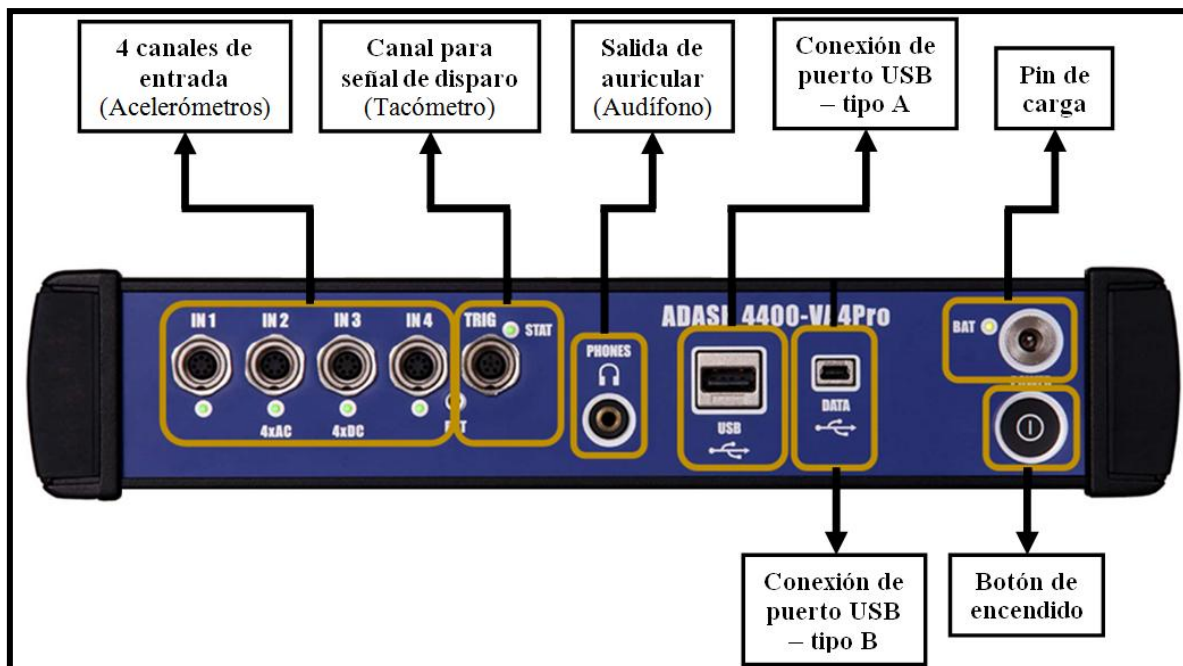 4 canales de
entrada
(Acelerómetros)
Canal para
señal de disparo
(Tacómetro)
Salida de
auricular
(Audífono)
Conexión de
puerto USB
– tipo A
Pin de
carga
IN 1
IN 2
IN 3
IN 4
TRIG
STAT
4xAC
4xDC
PHONES
ADASH 4400-VA4Pro
USB
DATA
BAT
Conexión de
puerto USB
– tipo B
Botón de
encendido